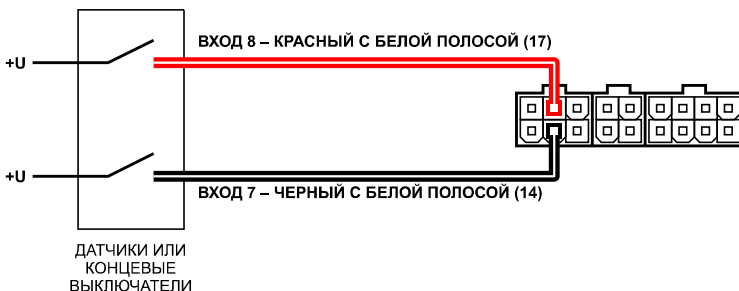 ВХОД 8 – КРАСНЫЙ С БЕЛОЙ ПОЛОСОЙ (17)
+U
+U
ВХОД 7 – ЧЕРНЫЙ С БЕЛОЙ ПОЛОСОЙ (14)
ДАТЧИКИ ИЛИ
КОНЦЕВЫЕ
ВЫКЛЮЧАТЕЛИ